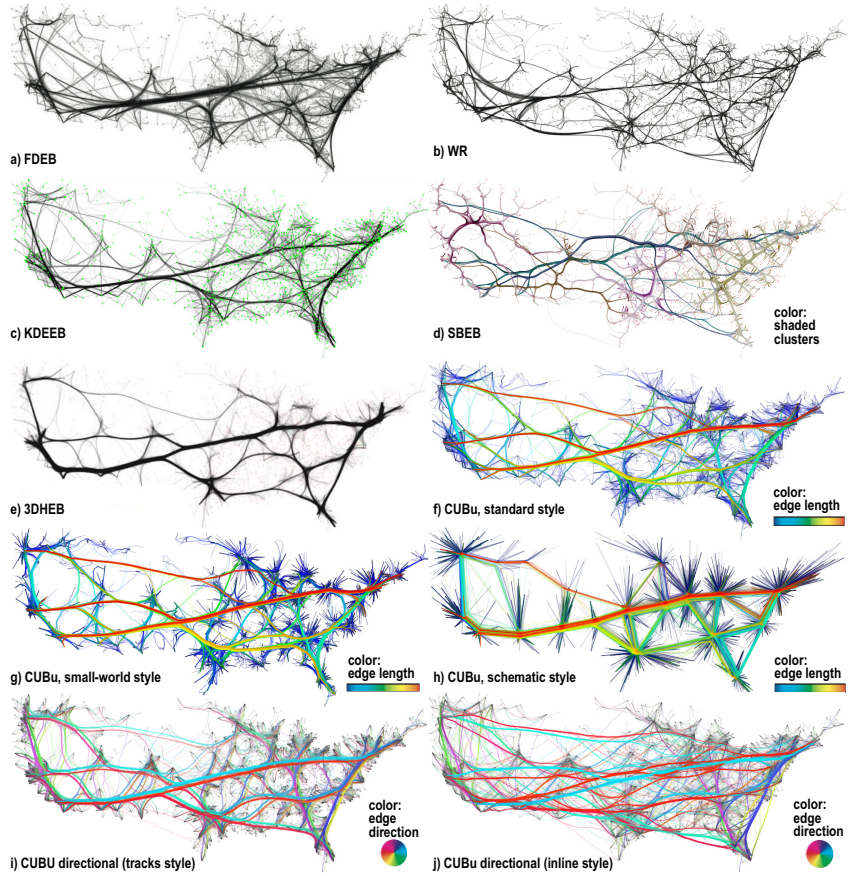 a) FDEB
b) WR
c) KDEEB
d) SBEB
color:
shaded
clusters
e) 3DHEB
f) CUBu, standard style
color:
edge length
g) CUBu, small-world style
color:
edge length
h) CUBu, schematic style
color:
edge length
i) CUBU directional (tracks style)
color:
edge
direction
j) CUBu directional (inline style)
color:
edge
direction